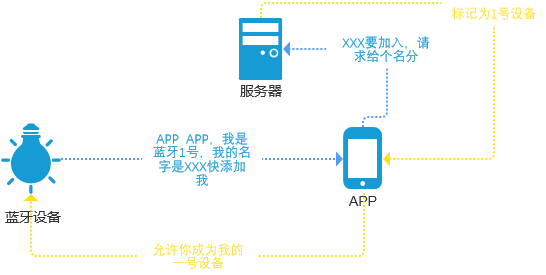 标记为1号设备
XXX要加入，请
求给个名分
服务器
APP APP，我是
蓝牙1号，我的名
字是XXX快添加
我
APP
蓝牙设备
允许你成为我的
一号设备